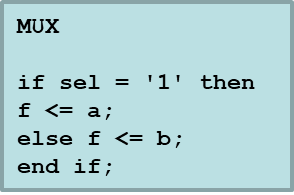 MUX
if sel = '1' then
f <= a;
else f <= b;
end if;